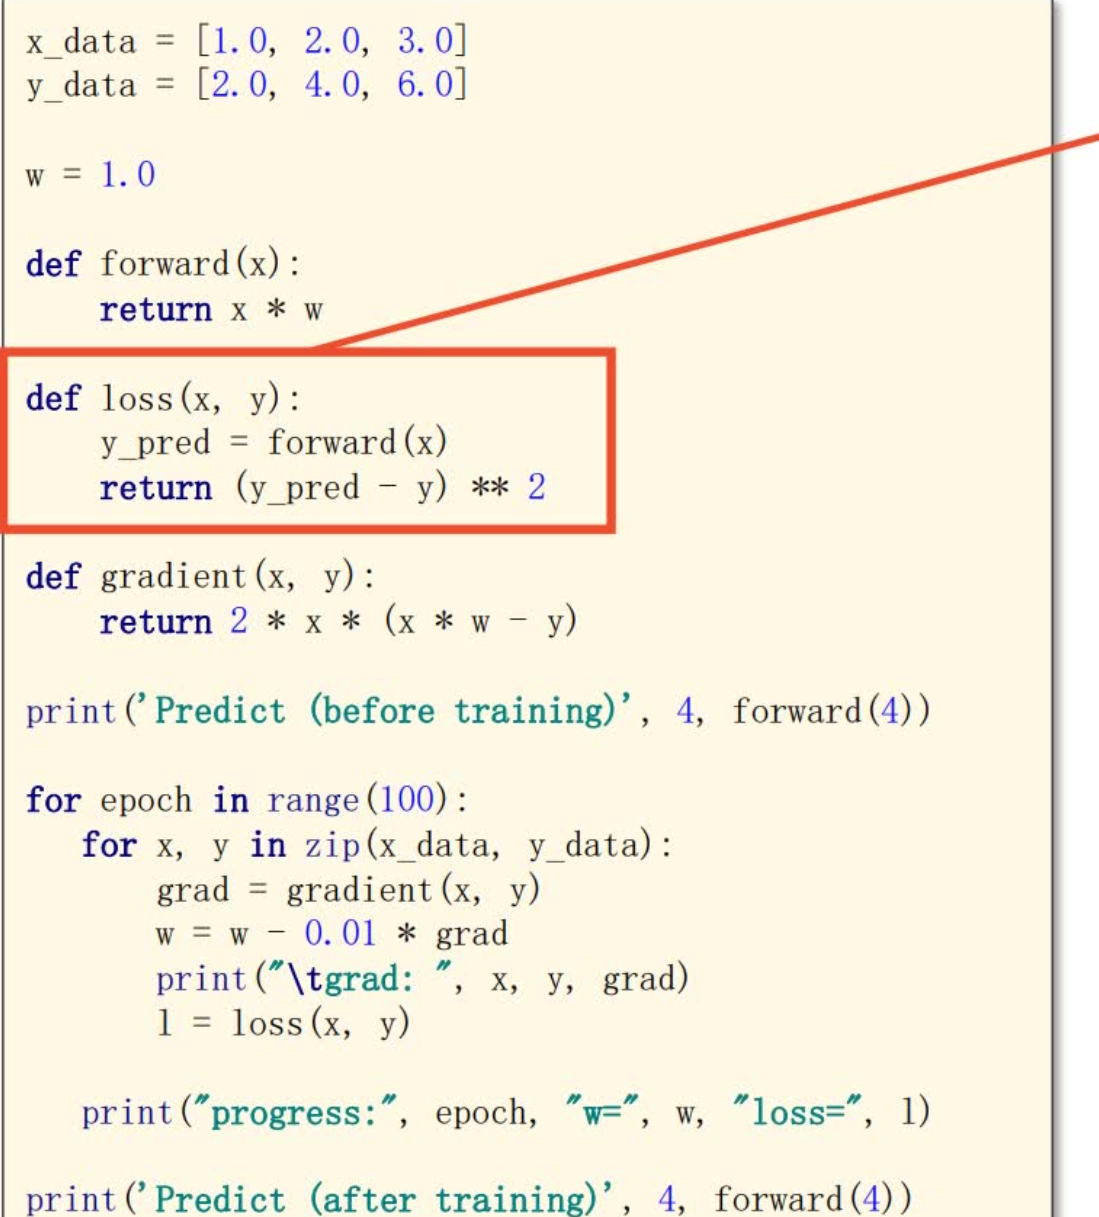 x_data = [1.0, 2.0, 3.0]
y_data = [2.0, 4.0, 6.0]

w = 1.0

def forward(x):
    return x * w

def loss(x, y):
    y_pred = forward(x)
    return (y_pred - y) ** 2

def gradient(x, y):
    return 2 * x * (x * w - y)

print('Predict (before training)', 4, forward(4))

for epoch in range(100):
   for x, y in zip(x_data, y_data):
       grad = gradient(x, y)
       w = w - 0.01 * grad
       print("\tgrad: ", x, y, grad)
       l = loss(x, y)

   print("progress:", epoch, "w=", w, "loss=", l)

print('Predict (after training)', 4, forward(4))